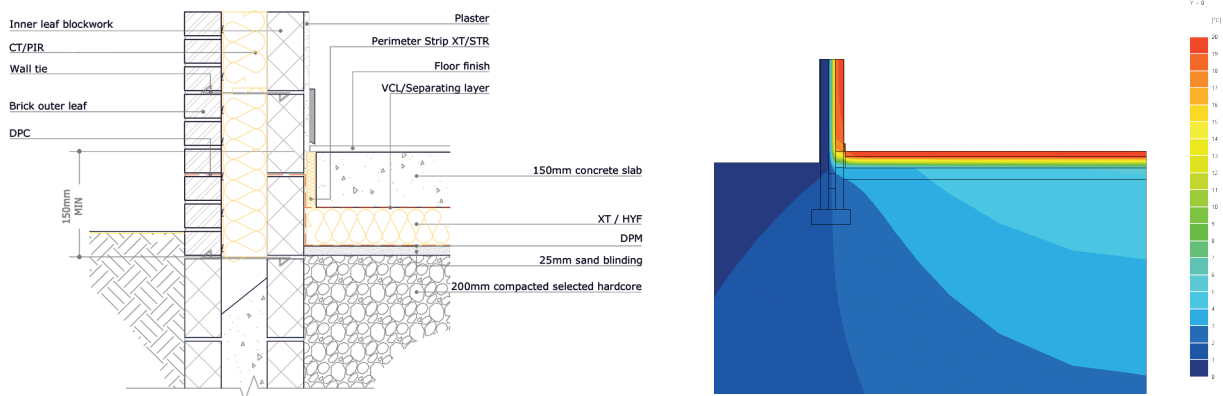 Inner leaf blockwork
CT/PIR
Wall tie
Brick outer leaf
DPC
150mm
MIN
Plaster
Perimeter Strip XT/STR
Floor finish
VCL/Separating layer
150mm concrete slab
XT / HYF
DPM
25mm sand blinding
200mm compacted selected hardcore
Y = 0
[°C]
20
18
17
16
15
14
13
12
11
10
9
8
7
6
5
4
3
2
1
0